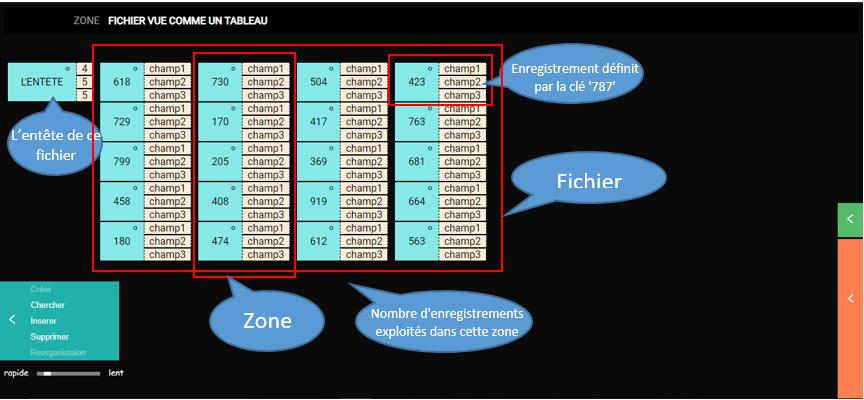 ZONE FICHIER VUE COMME UN TABLEAU
L'ENTETE
4
5
5
618 champ1 champ2 champ3
730 champ1 champ2 champ3
504 champ1 champ2 champ3
423 champ1 champ2 champ3
729 champ1 champ2 champ3
170 champ1 champ2 champ3
417 champ1 champ2 champ3
763 champ1 champ2 champ3
799 champ1 champ2 champ3
205 champ1 champ2 champ3
369 champ1 champ2 champ3
681 champ1 champ2 champ3
458 champ1 champ2 champ3
408 champ1 champ2 champ3
919 champ1 champ2 champ3
664 champ1 champ2 champ3
180 champ1 champ2 champ3
474 champ1 champ2 champ3
612 champ1 champ2 champ3
563 champ1 champ2 champ3
Enregistrement définit
par la clé '787’
L’entête de ce
fichier
Fichier
Zone
Nombre d'enregistrements
exploités dans cette zone
Créer
Chercher
Inserer
Supprimer
Reorganistaion
rapide lent